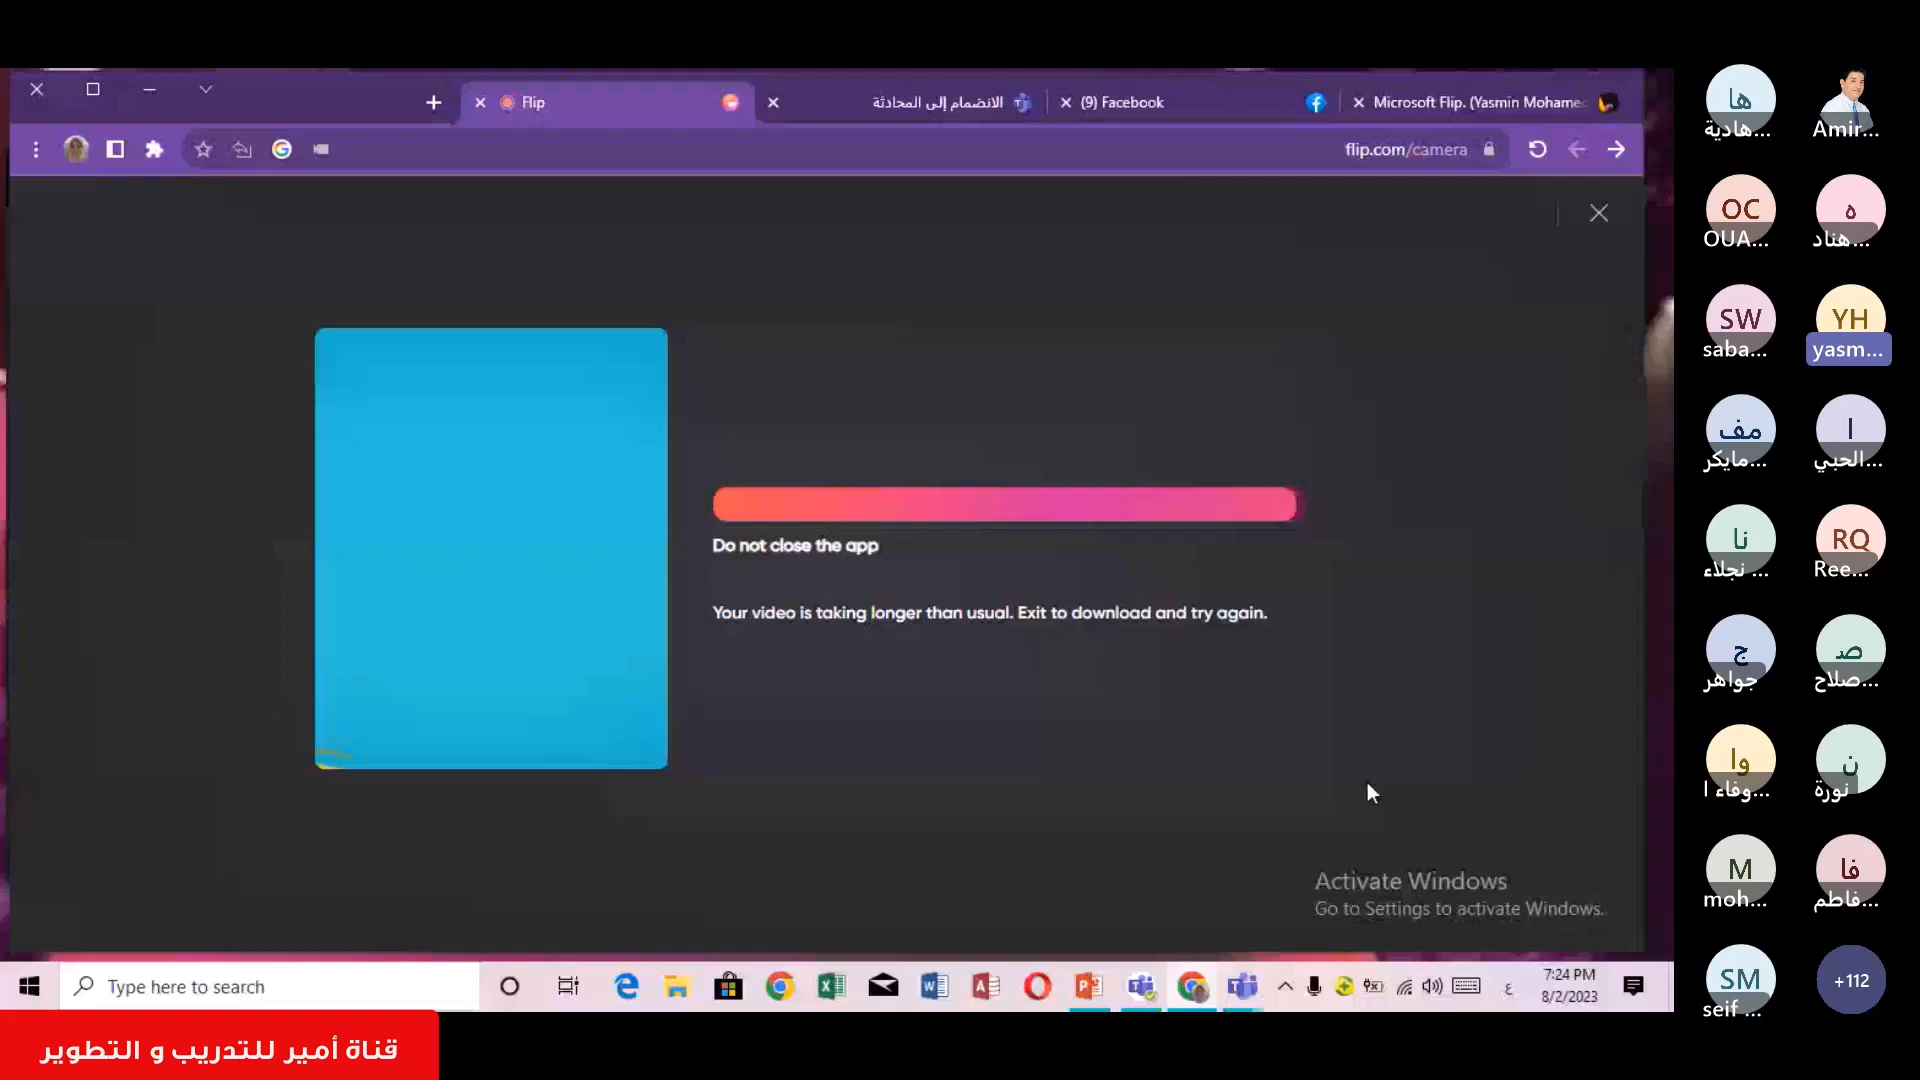 Flip
الانضمام إلى المحادثة
(9) Facebook
Microsoft Flip. (Yasmin Mohame
flip.com/camera
Do not close the app
Your video is taking longer than usual. Exit to download and try again.
Activate Windows
Go to Settings to activate Windows.
Type here to search
ع
7:24 PM
8/2/2023
قناة أمير للتدريب و التطوير
ها
هادية...
Amir...
OC
OUA...
ه
هناد...
SW
saba...
YH
yasm...
مف
مايكر...
ا
الحبي...
نا
نجلاء ...
RQ
Ree...
ج
جواهر
ص
صلاح...
وا
وفاء ا...
ن
نورة
M
moh...
فا
فاطم...
SM
seif ...
+112